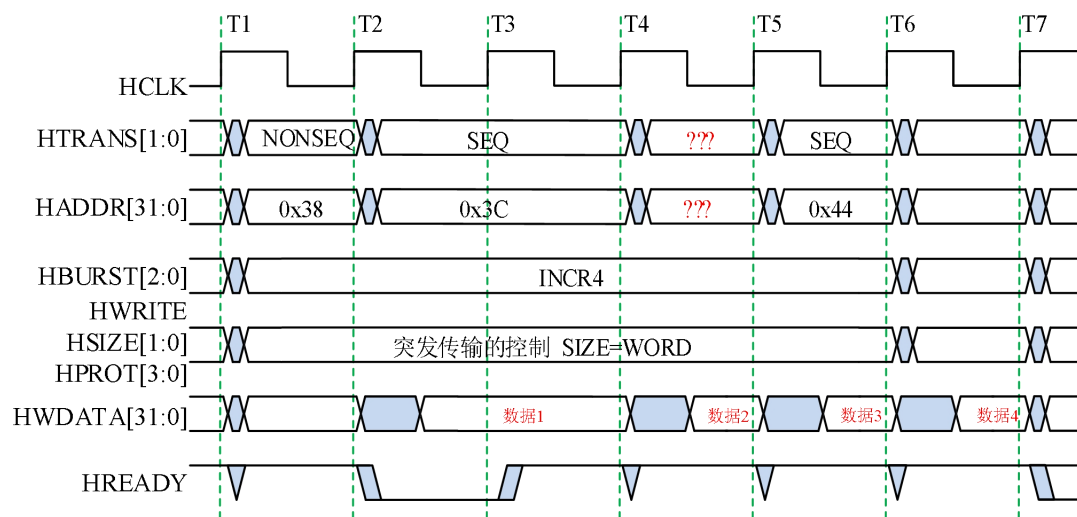 T1 T2 T3 T4 T5 T6 T7
HCLK
HTRANS[1:0] NONSEQ SEQ ??? SEQ
HADDR[31:0] 0x38 0x3C ??? 0x44
HBURST[2:0] INCR4
HWRITE
HSIZE[1:0] 突发传输的控制 SIZE=WORD
HPROT[3:0]
HWDATA[31:0] 数据1 数据2 数据3 数据4
HREADY